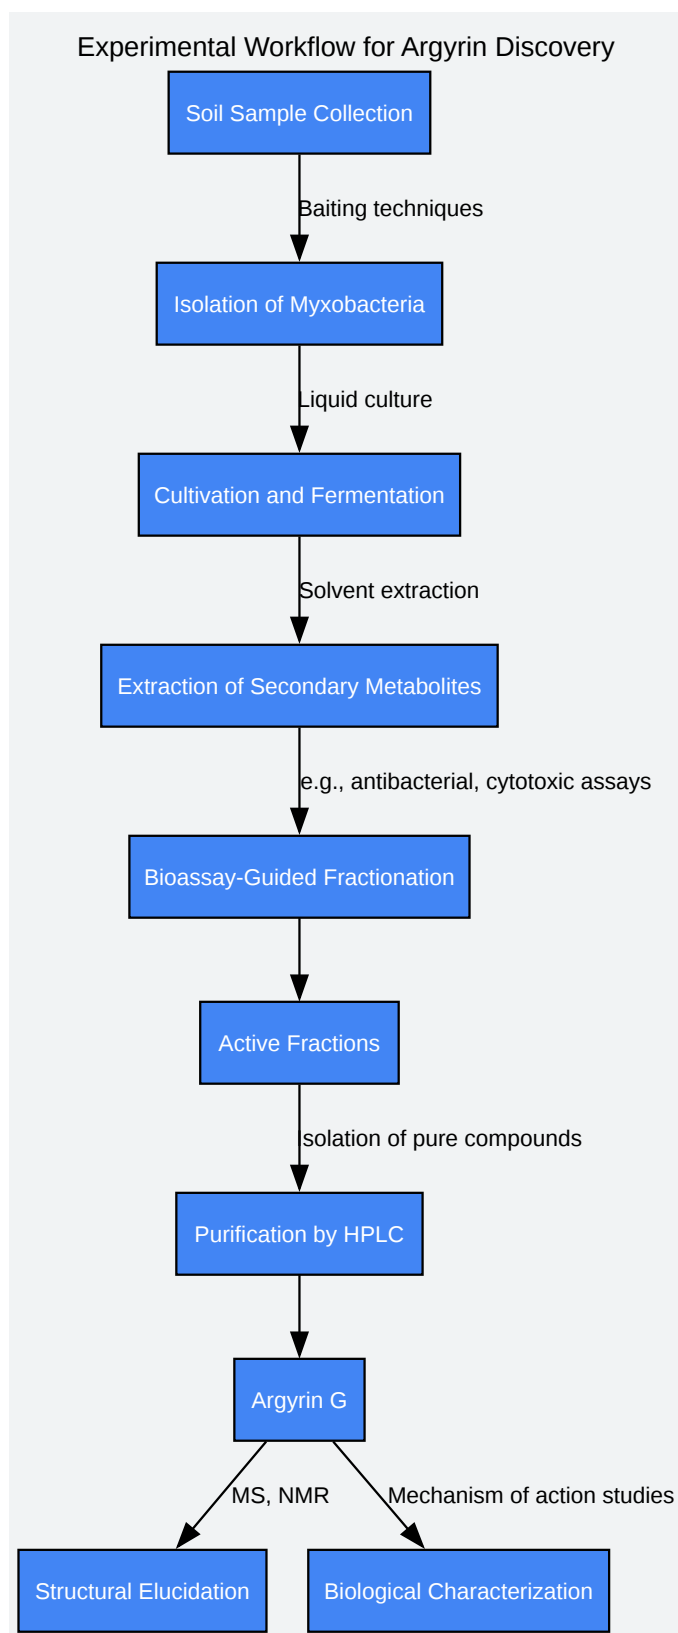 Experimental Workflow for Argyrin Discovery
Soil Sample Collection
Baiting techniques
Isolation of Myxobacteria
Liquid culture
Cultivation and Fermentation
Solvent extraction
Extraction of Secondary Metabolites
e.g., antibacterial, cytotoxic assays
Bioassay-Guided Fractionation
Active Fractions
Isolation of pure compounds
Purification by HPLC
Argyrin G
MS, NMR
Mechanism of action studies
Structural Elucidation
Biological Characterization